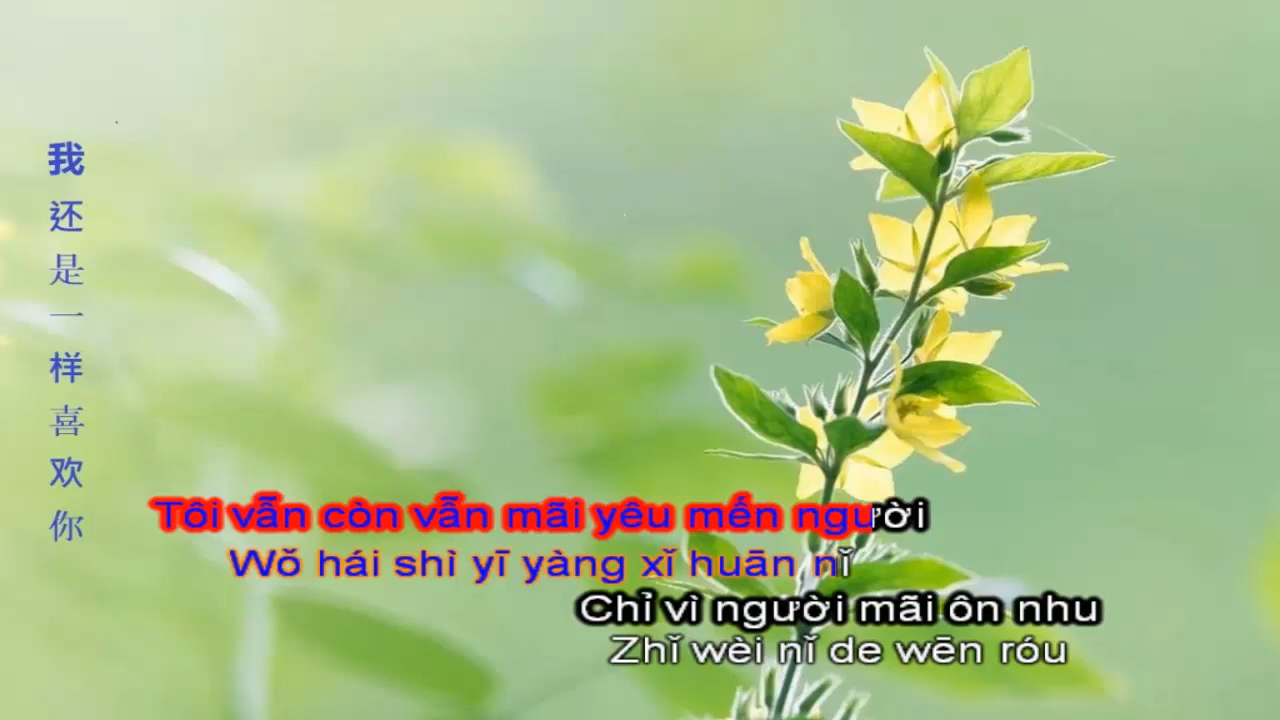 我还是一样喜欢你
Tôi vẫn còn vẫn mãi yêu mến người
Wǒ hái shì yī yàng xǐ huān nǐ
Chỉ vì người mãi ôn nhu
Zhǐ wèi nǐ de wēn róu